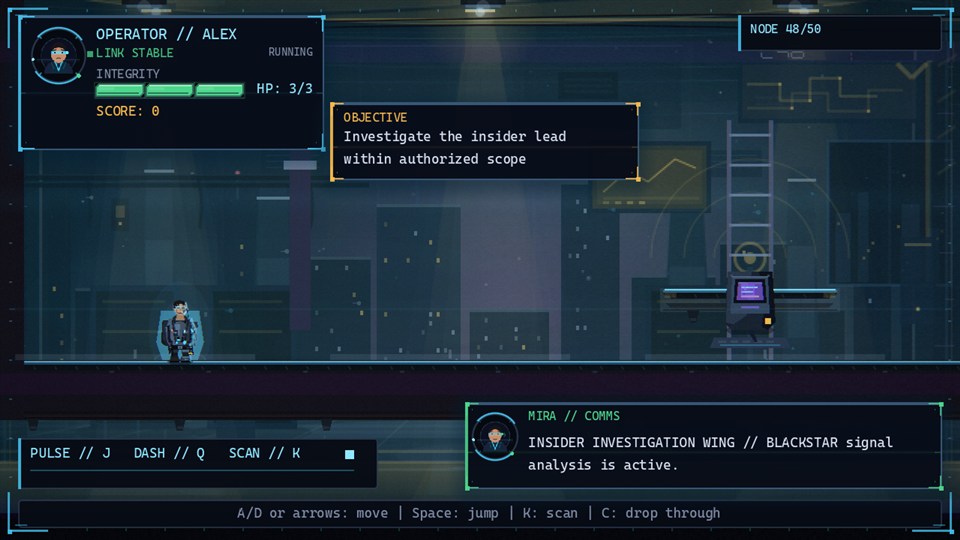 OPERATOR // ALEX
LINK STABLE
RUNNING
INTEGRITY
HP: 3/3
SCORE: 0
NODE 48/50
OBJECTIVE
Investigate the insider lead
within authorized scope
MIRA // COMMS
INSIDER INVESTIGATION WING // BLACKSTAR signal
analysis is active.
PULSE // J DASH // Q SCAN // K
A/D or arrows: move | Space: jump | K: scan | C: drop through